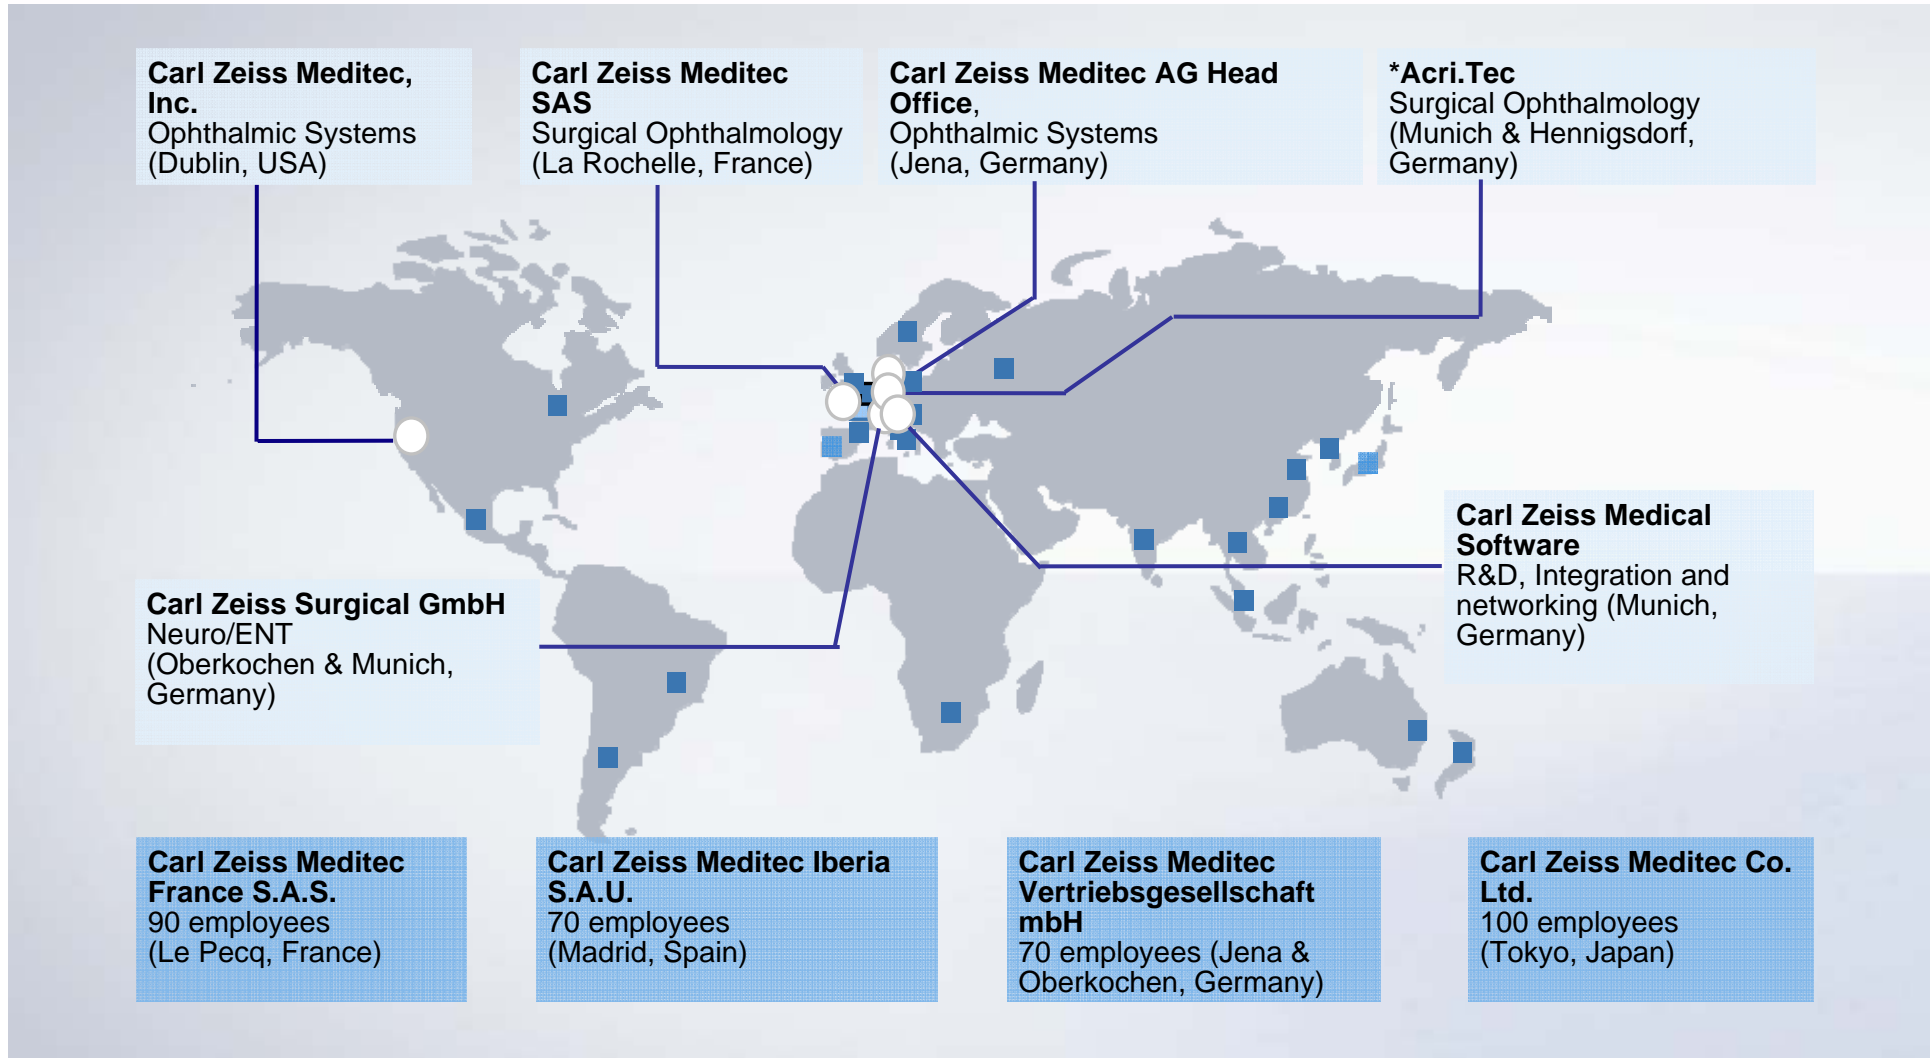 Carl Zeiss Meditec,
Inc.
Ophthalmic Systems
(Dublin, USA)
Carl Zeiss Meditec
SAS
Surgical Ophthalmology
(La Rochelle, France)
Carl Zeiss Meditec AG Head
Office,
Ophthalmic Systems
(Jena, Germany)
*Acri.Tec
Surgical Ophthalmology
(Munich & Hennigsdorf,
Germany)
Carl Zeiss Medical
Software
R&D, Integration and
networking (Munich,
Germany)
Carl Zeiss Surgical GmbH
Neuro/ENT
(Oberkochen & Munich,
Germany)
Carl Zeiss Meditec
France S.A.S.
90 employees
(Le Pecq, France)
Carl Zeiss Meditec Iberia
S.A.U.
70 employees
(Madrid, Spain)
Carl Zeiss Meditec
Vertriebsgesellschaft
mbH
70 employees (Jena &
Oberkochen, Germany)
Carl Zeiss Meditec Co.
Ltd.
100 employees
(Tokyo, Japan)